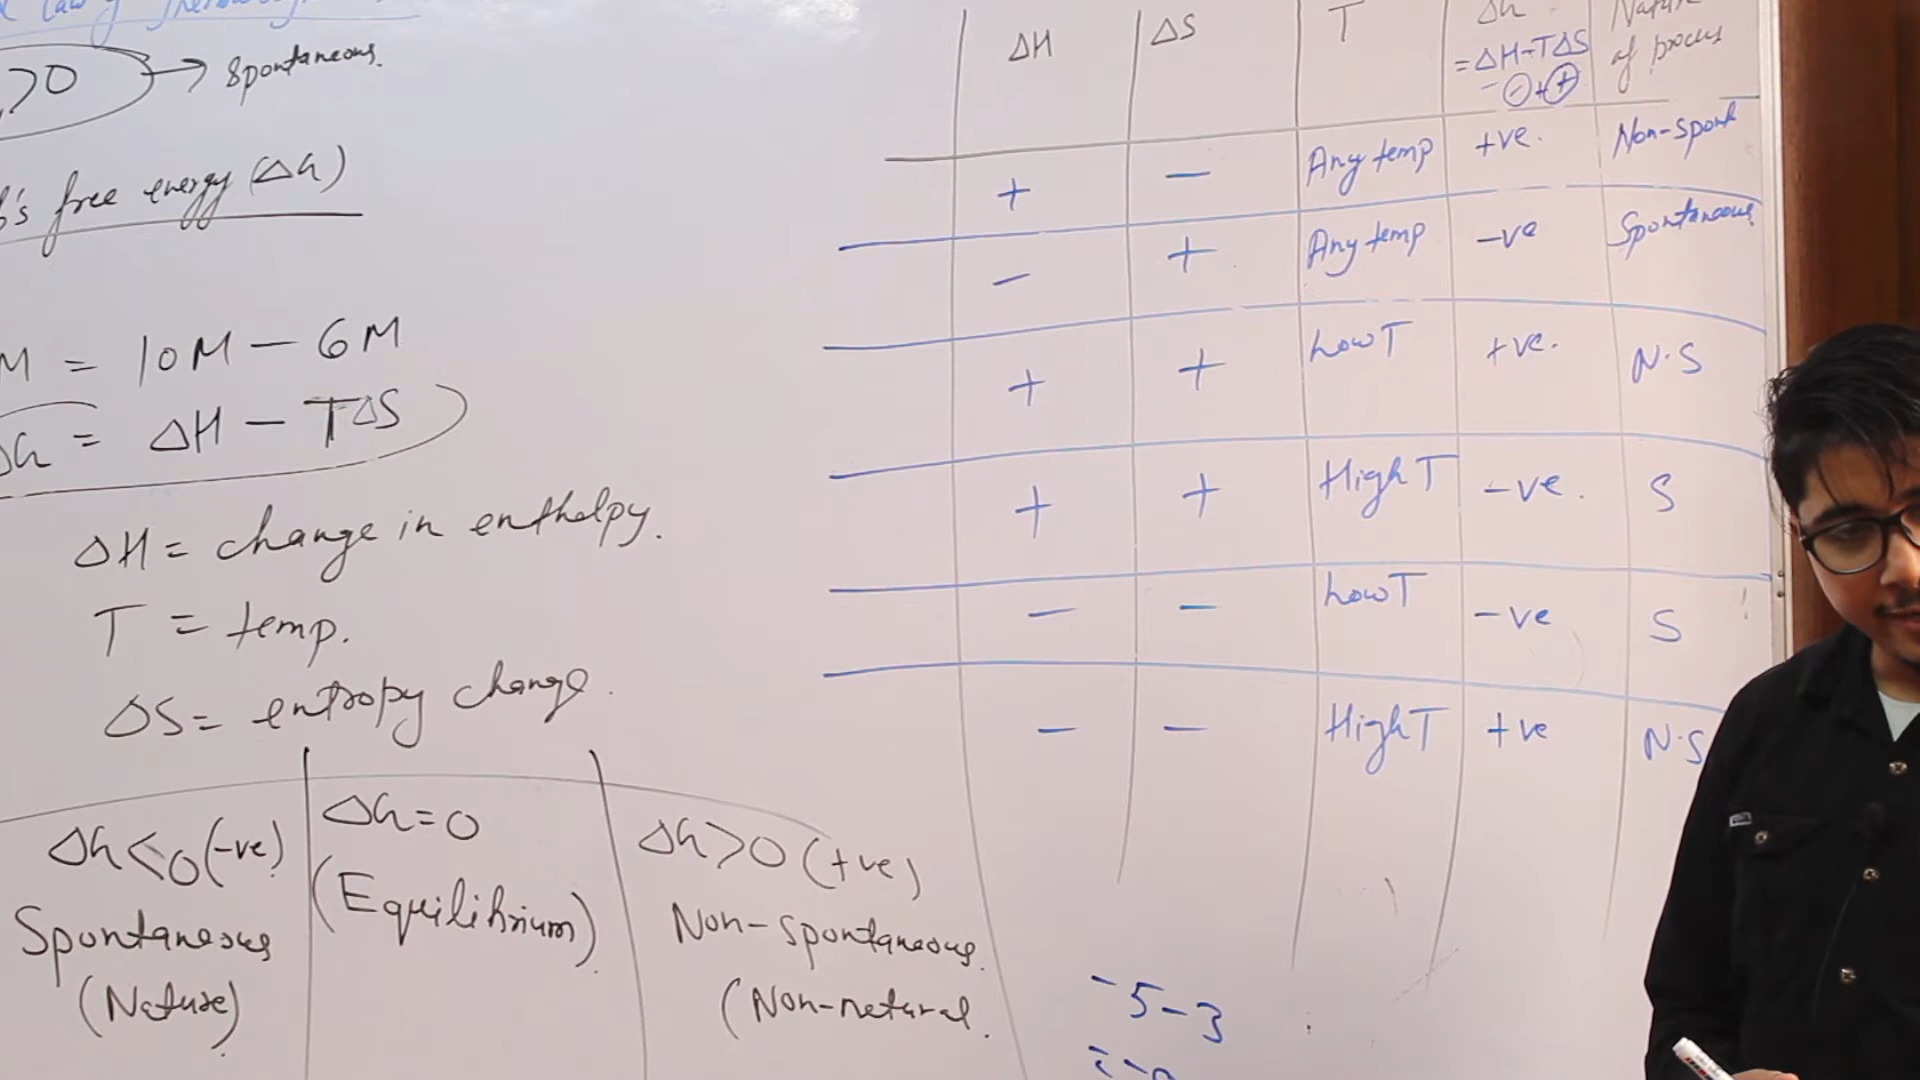 Law of
>0 → Spontaneous.
b's free energy (ΔG)
M = 10M - 6M
ΔG = ΔH - TΔS
ΔH = change in enthalpy.
T = temp.
ΔS = entropy change.
ΔG<0 (-ve)
Spontaneous
(Nature)
ΔG=0
(Equilibrium)
ΔG>0 (+ve)
Non-spontaneous.
(Non-natural.
ΔH ΔS T ΔG Nature
= ΔH-TΔS of process
- ⊖+⊕
+ - Any temp +ve. Non-spont
- + Any temp -ve Spontaneous
+ + Low T +ve. N.S
+ + High T -ve. S
- - Low T -ve S
- - High T +ve N.S
-5-3